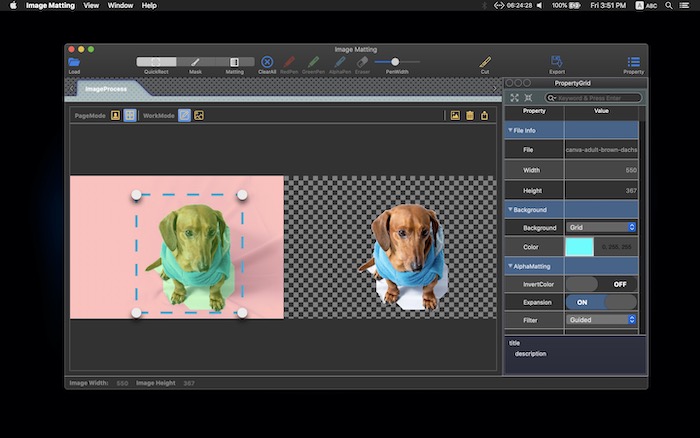 Image Matting View Window Help 06:24:28 100% Fri 3:51 PM A ABC
Image Matting
Load QuickRect Mask Matting ClearAll RedPen GreenPen AlphaPen Eraser PenWidth Cut Export Property
ImageProcess
PageMode WorkMode
PropertyGrid
Keyword & Press Enter
Property Value
File Info
File canva-adult-brown-dachs
Width 550
Height 367
Background
Background Grid
Color 0, 255, 255
AlphaMatting
InvertColor OFF
Expansion ON
Filter Guided
title
description
Image Width: 550 Image Height 367